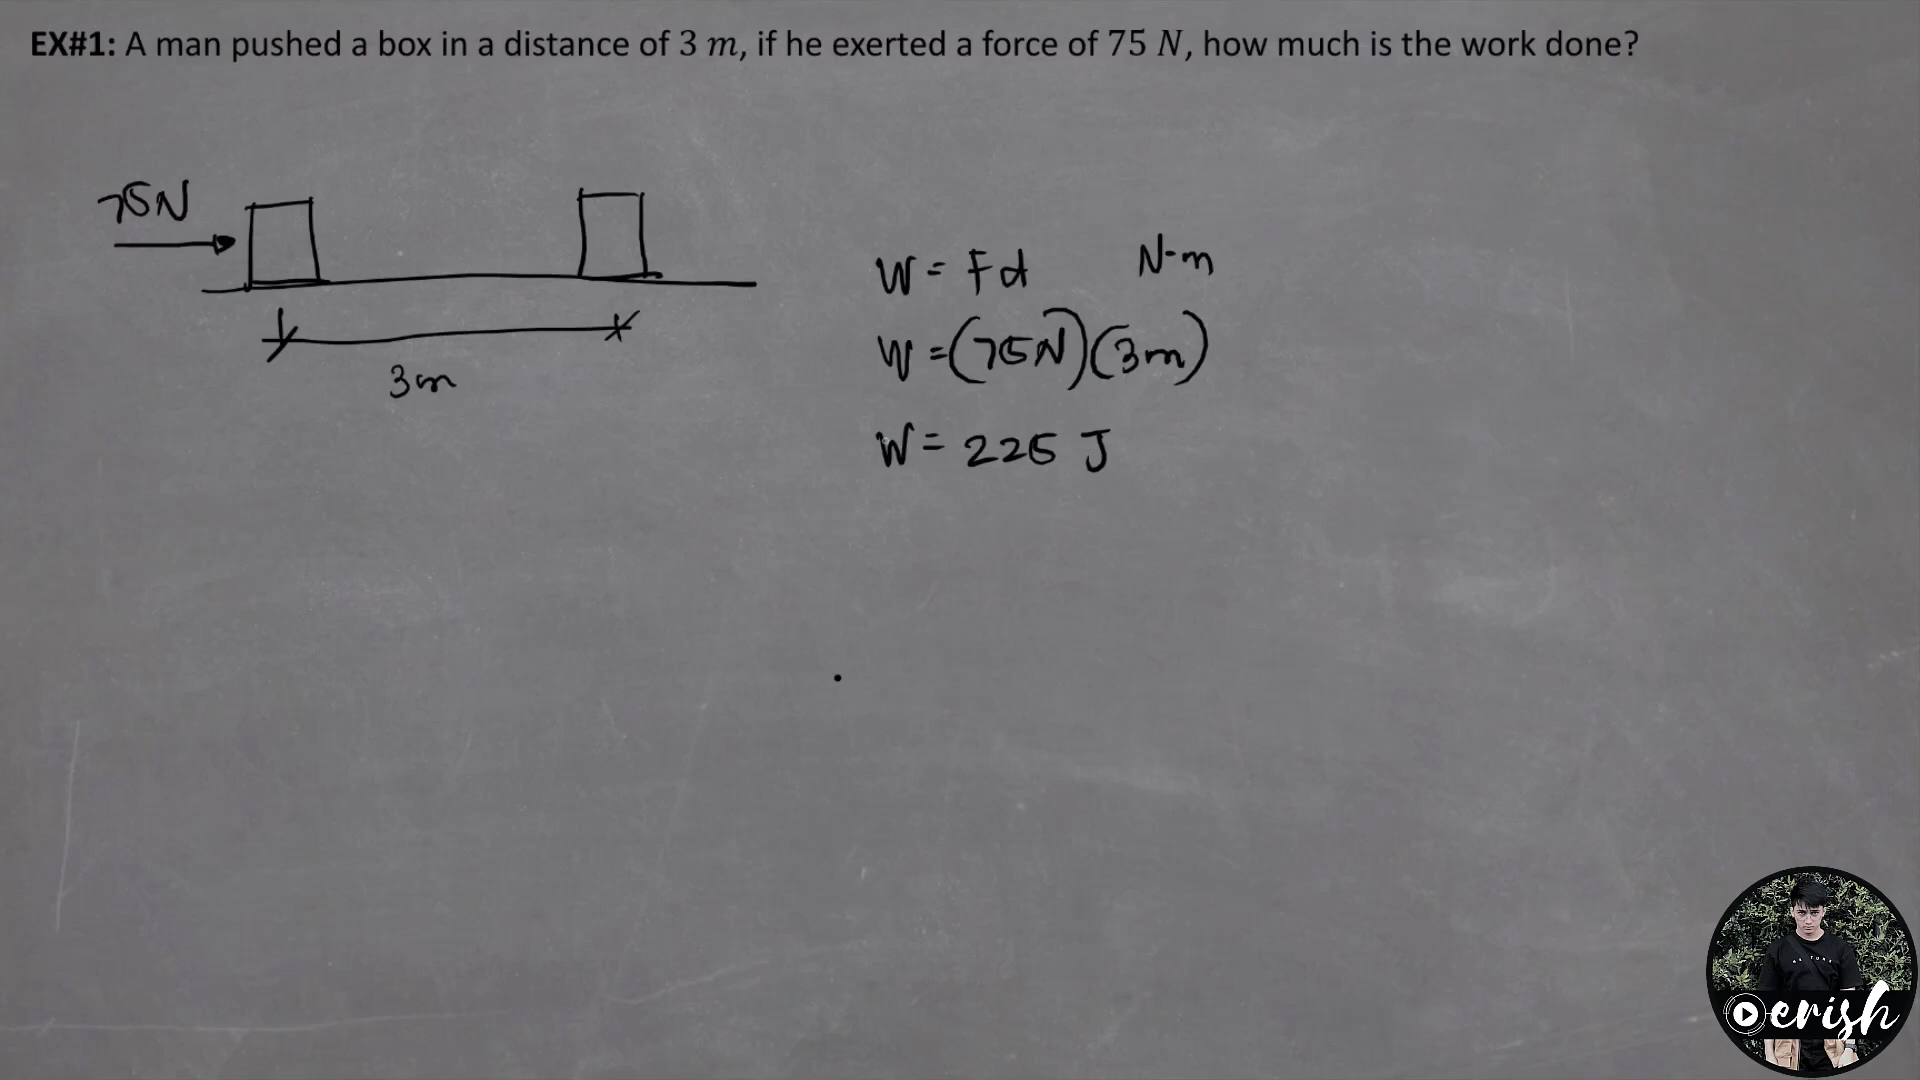 EX#1: A man pushed a box in a distance of 3 m, if he exerted a force of 75 N, how much is the work done?
75N
3m
W = Fd N-m
W = (75N)(3m)
W = 225 J
erish